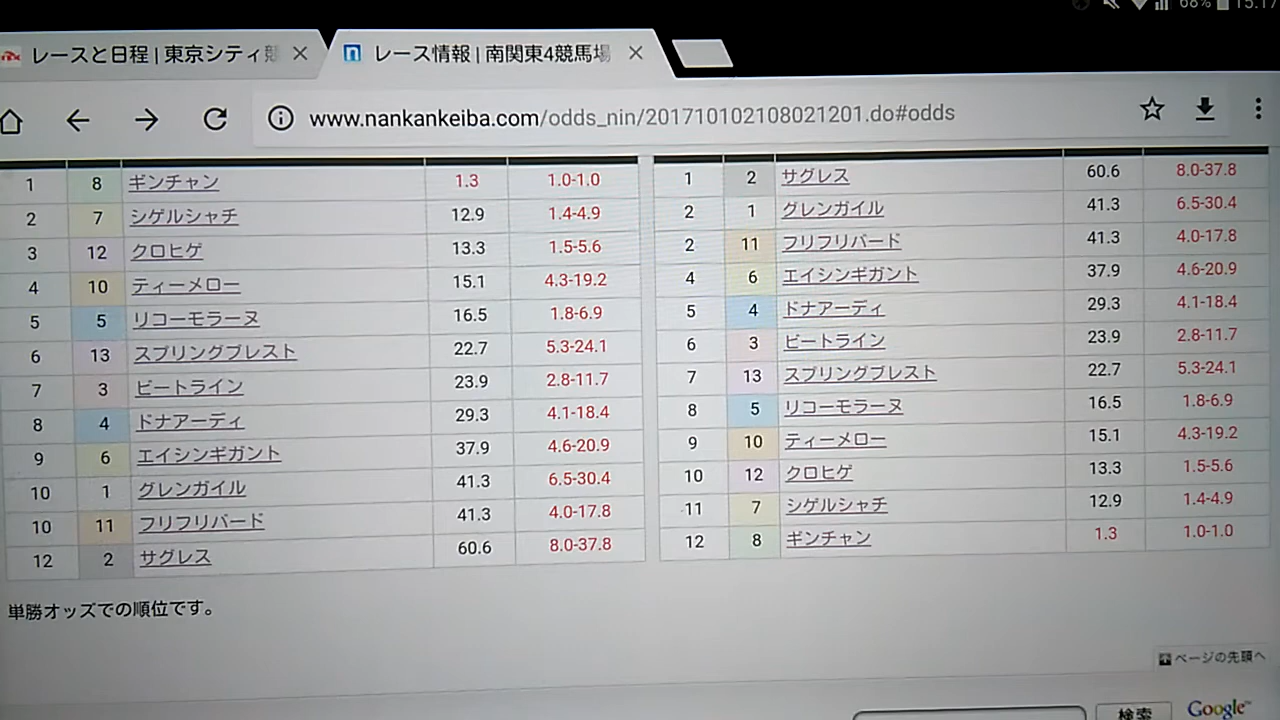 68% 15:17
レースと日程 | 東京シティ競 ×
レース情報 | 南関東4競馬場 ×
www.nankankeiba.com/odds_nin/201710102108021201.do#odds
1 8 ギンチャン 1.3 1.0-1.0
2 7 シゲルシャチ 12.9 1.4-4.9
3 12 クロヒゲ 13.3 1.5-5.6
4 10 ティーメロー 15.1 4.3-19.2
5 5 リコーモラーヌ 16.5 1.8-6.9
6 13 スプリングブレスト 22.7 5.3-24.1
7 3 ビートライン 23.9 2.8-11.7
8 4 ドナアーディ 29.3 4.1-18.4
9 6 エイシンギガント 37.9 4.6-20.9
10 1 グレンガイル 41.3 6.5-30.4
10 11 フリフリバード 41.3 4.0-17.8
12 2 サグレス 60.6 8.0-37.8
1 2 サグレス 60.6 8.0-37.8
2 1 グレンガイル 41.3 6.5-30.4
2 11 フリフリバード 41.3 4.0-17.8
4 6 エイシンギガント 37.9 4.6-20.9
5 4 ドナアーディ 29.3 4.1-18.4
6 3 ビートライン 23.9 2.8-11.7
7 13 スプリングブレスト 22.7 5.3-24.1
8 5 リコーモラーヌ 16.5 1.8-6.9
9 10 ティーメロー 15.1 4.3-19.2
10 12 クロヒゲ 13.3 1.5-5.6
11 7 シゲルシャチ 12.9 1.4-4.9
12 8 ギンチャン 1.3 1.0-1.0
単勝オッズでの順位です。
ページの先頭へ
検索 Google